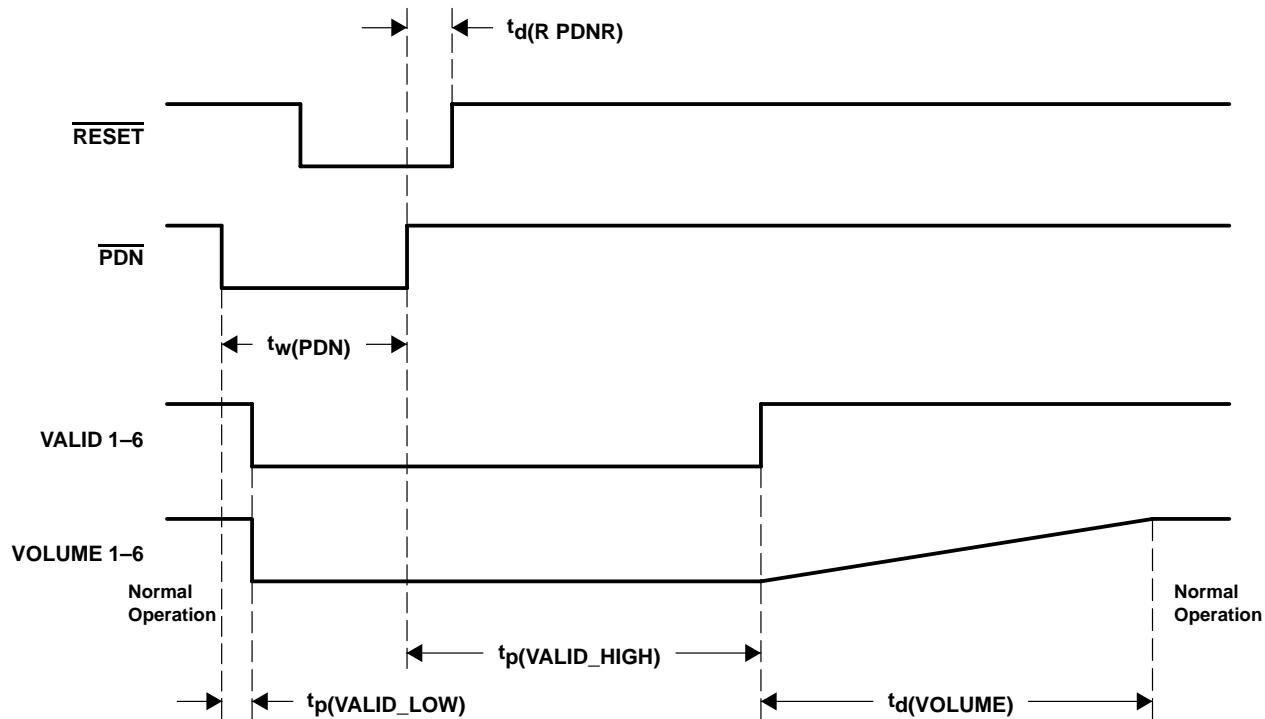 td(R PDNR)
RESET
PDN
tw(PDN)
VALID 1–6
VOLUME 1–6
Normal
Operation
Normal
Operation
tp(VALID_HIGH)
tp(VALID_LOW)
td(VOLUME)